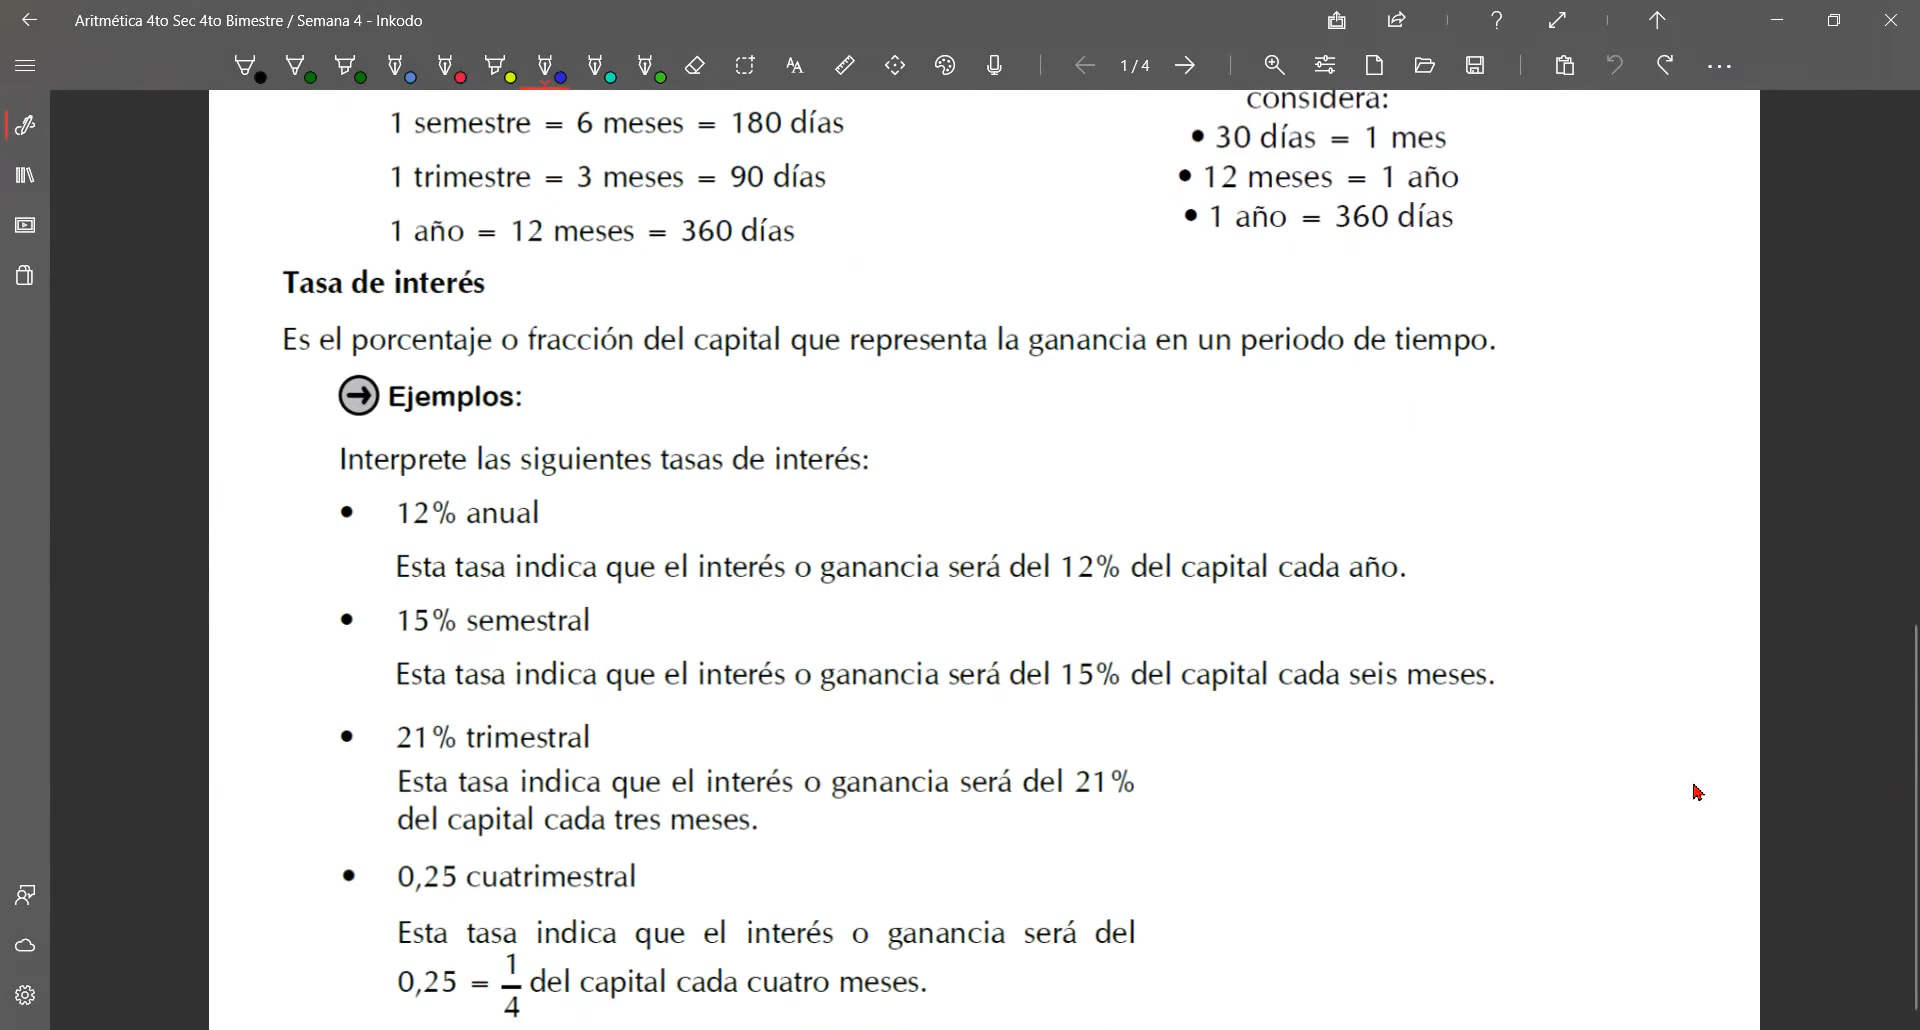 Aritmética 4to Sec 4to Bimestre / Semana 4 - Inkodo
1 / 4
considera:
1 semestre = 6 meses = 180 días
• 30 días = 1 mes
1 trimestre = 3 meses = 90 días
• 12 meses = 1 año
1 año = 12 meses = 360 días
• 1 año = 360 días
Tasa de interés
Es el porcentaje o fracción del capital que representa la ganancia en un periodo de tiempo.
Ejemplos:
Interprete las siguientes tasas de interés:
• 12% anual
Esta tasa indica que el interés o ganancia será del 12% del capital cada año.
• 15% semestral
Esta tasa indica que el interés o ganancia será del 15% del capital cada seis meses.
• 21% trimestral
Esta tasa indica que el interés o ganancia será del 21%
del capital cada tres meses.
• 0,25 cuatrimestral
Esta tasa indica que el interés o ganancia será del
0,25 = 1/4 del capital cada cuatro meses.